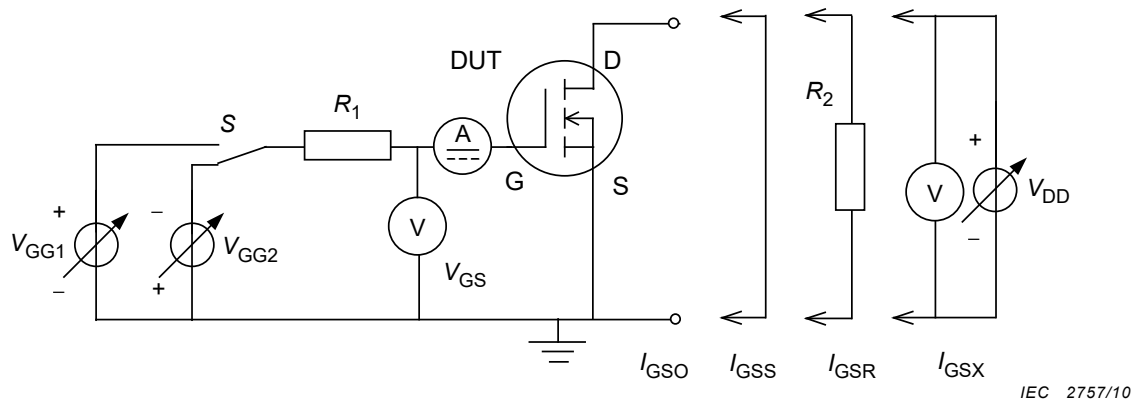 DUT
D
R2
R1
S
A
G
S
V
V
VGS
+
VGG1
−
−
VGG2
+
+
VDD
−
IGSO
IGSS
IGSR
IGSX
IEC 2757/10